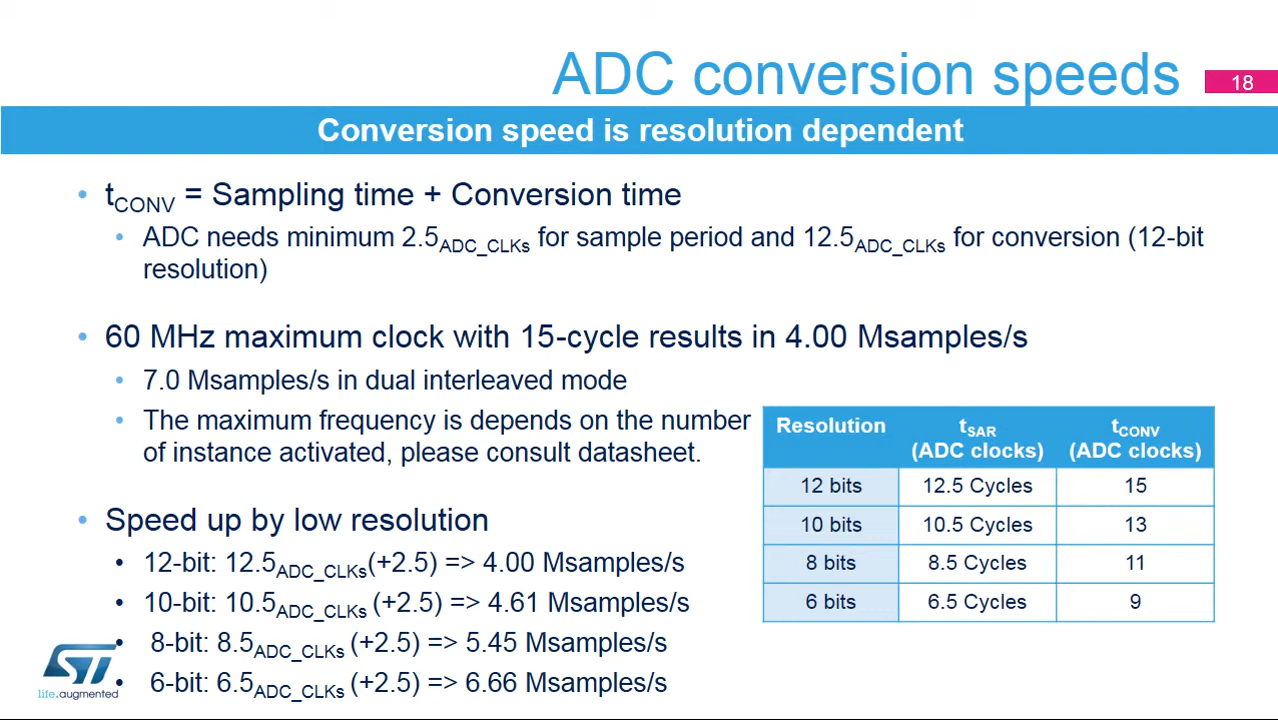 ADC conversion speeds
18
Conversion speed is resolution dependent
• tCONV = Sampling time + Conversion time
• ADC needs minimum 2.5ADC_CLKs for sample period and 12.5ADC_CLKs for conversion (12-bit
resolution)
• 60 MHz maximum clock with 15-cycle results in 4.00 Msamples/s
• 7.0 Msamples/s in dual interleaved mode
• The maximum frequency is depends on the number
of instance activated, please consult datasheet.
• Speed up by low resolution
• 12-bit: 12.5ADC_CLKs(+2.5) => 4.00 Msamples/s
• 10-bit: 10.5ADC_CLKs (+2.5) => 4.61 Msamples/s
• 8-bit: 8.5ADC_CLKs (+2.5) => 5.45 Msamples/s
• 6-bit: 6.5ADC_CLKs (+2.5) => 6.66 Msamples/s
Resolution tSAR tCONV
(ADC clocks) (ADC clocks)
12 bits 12.5 Cycles 15
10 bits 10.5 Cycles 13
8 bits 8.5 Cycles 11
6 bits 6.5 Cycles 9
ST
life.augmented